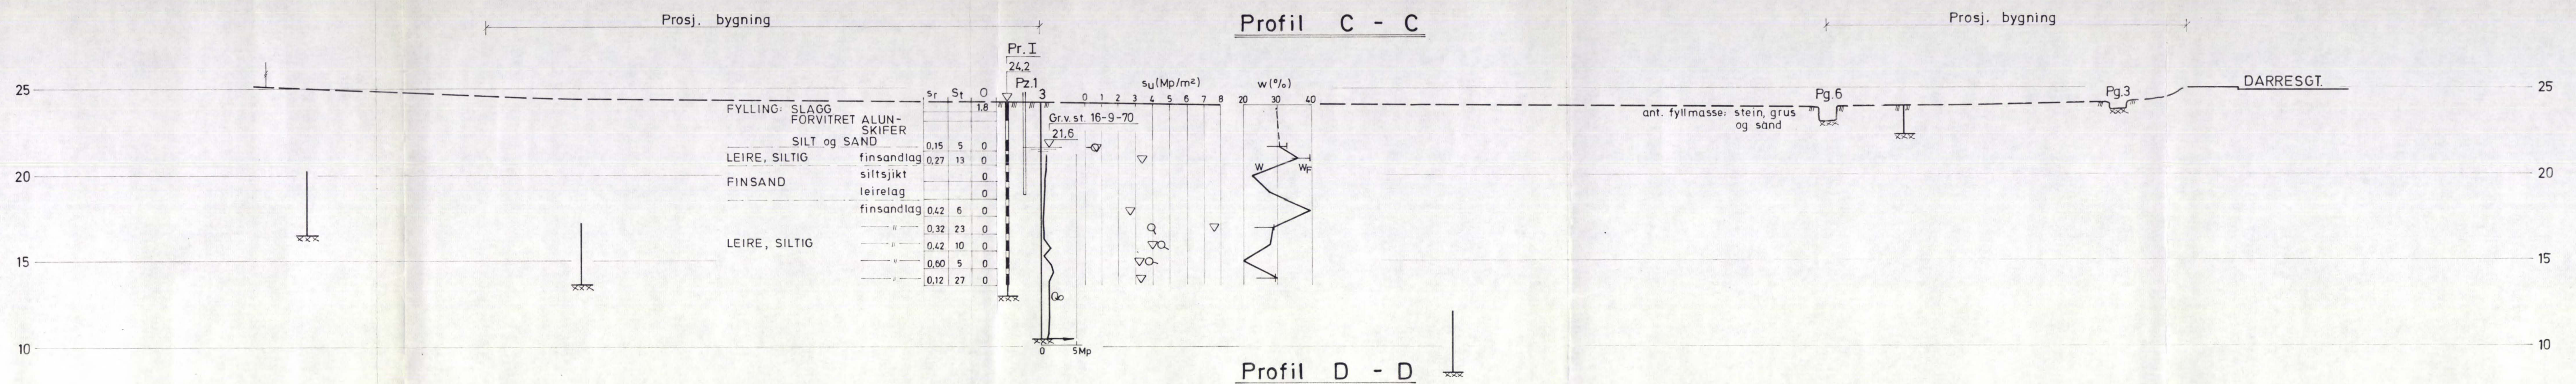 Prosj. bygning
Profil C - C
Prosj. bygning
Pr. I
24,2
Pz.1
3
25
sr St O
su (Mp/m²)
w (%)
DARRESGT.
25
0 1 2 3 4 5 6 7 8
20 30 40
Pg.6
Pg.3
FYLLING: SLAGG
1.8
FORVITRET ALUN-
SKIFER
Gr.v. st. 16-9-70
21,6
ant. fyllmasse: stein, grus
og sand
SILT og SAND
0,15 5 0
LEIRE, SILTIG finsandlag 0,27 13 0
W
WF
20
siltsjikt 0
20
FINSAND
leirelag 0
finsandlag 0,42 6 0
" 0,32 23 0
LEIRE, SILTIG " 0,42 10 0
15
" 0,60 5 0
15
" 0,12 27 0
10
0 5Mp
10
Profil D - D